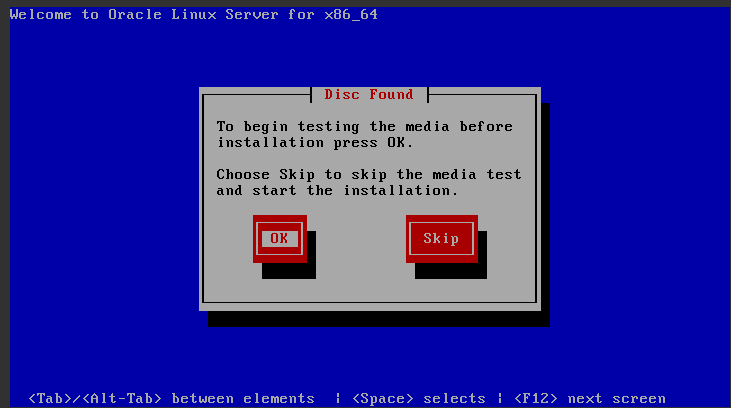 Welcome to Oracle Linux Server for x86_64
Disc Found
To begin testing the media before
installation press OK.
Choose Skip to skip the media test
and start the installation.
OK
Skip
<Tab>/<Alt-Tab> between elements | <Space> selects | <F12> next screen